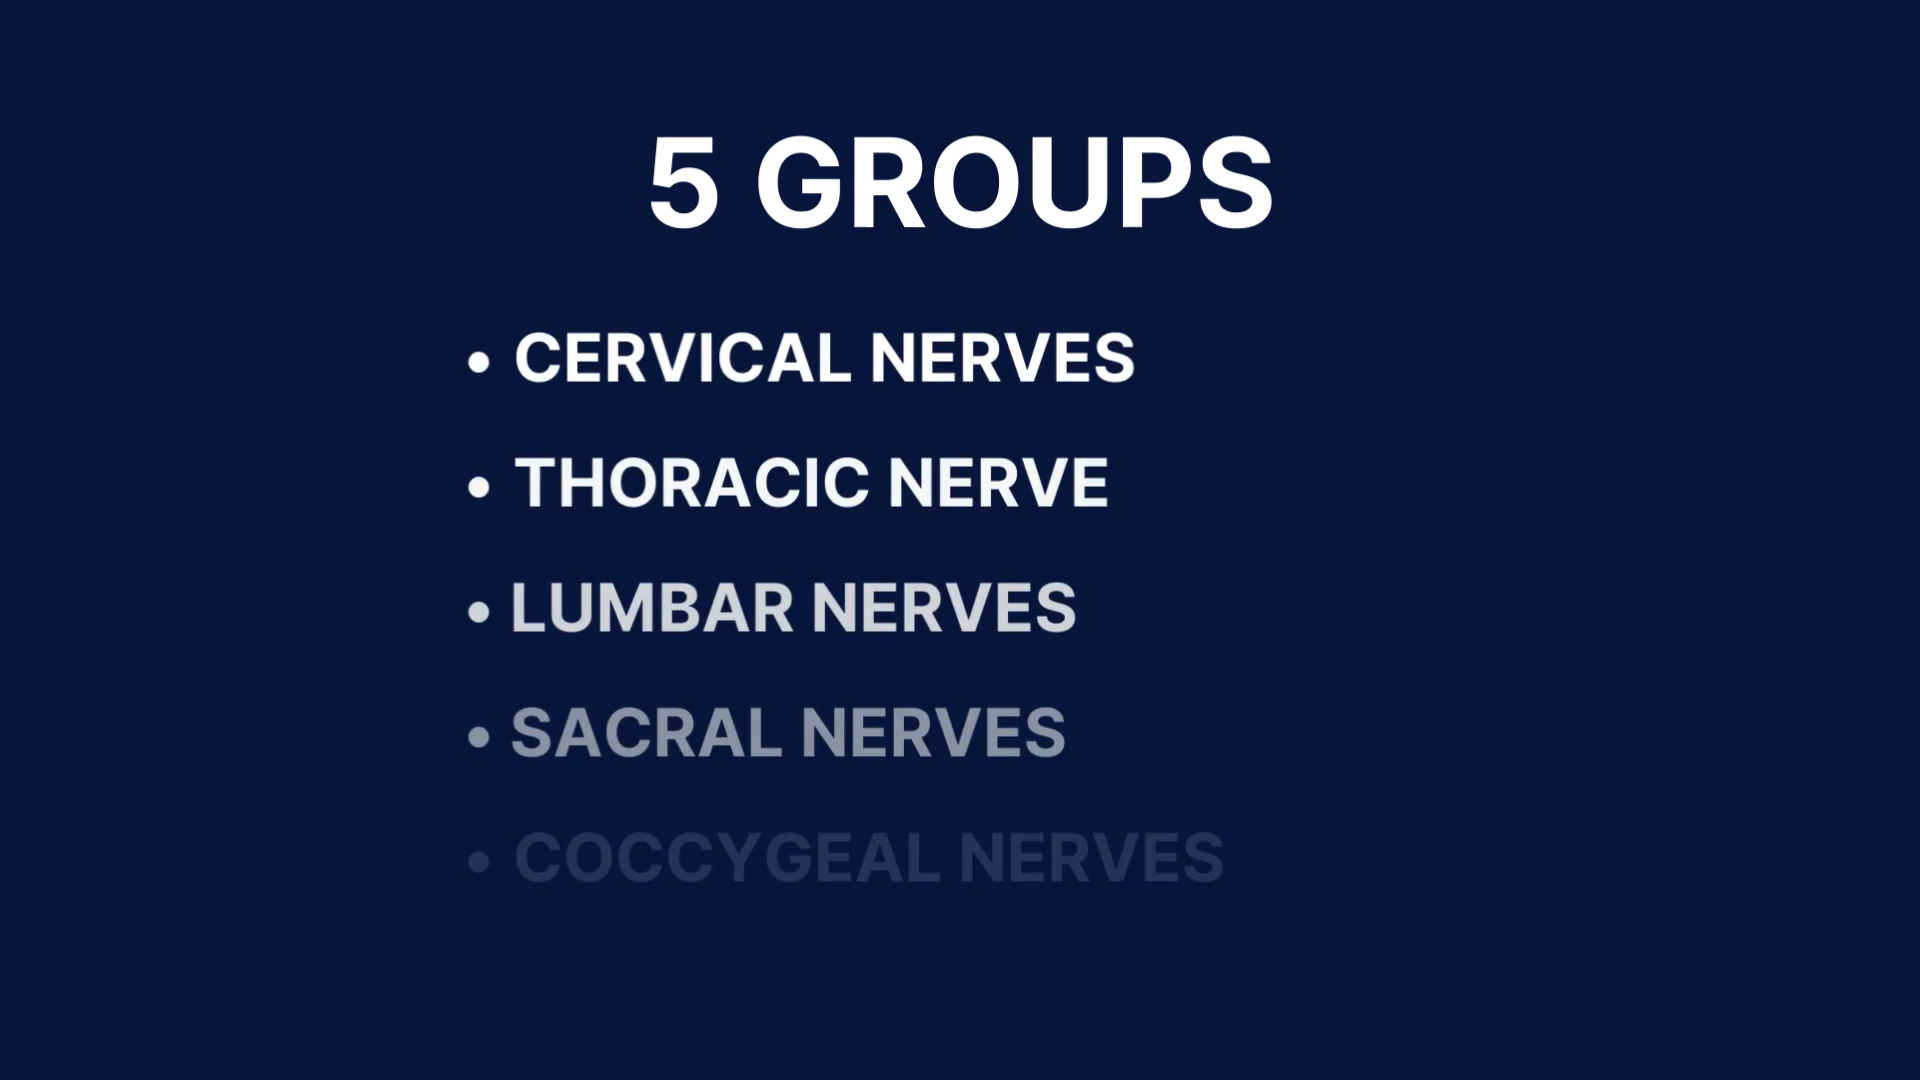 5 GROUPS
• CERVICAL NERVES
• THORACIC NERVE
• LUMBAR NERVES
• SACRAL NERVES
• COCCYGEAL NERVES